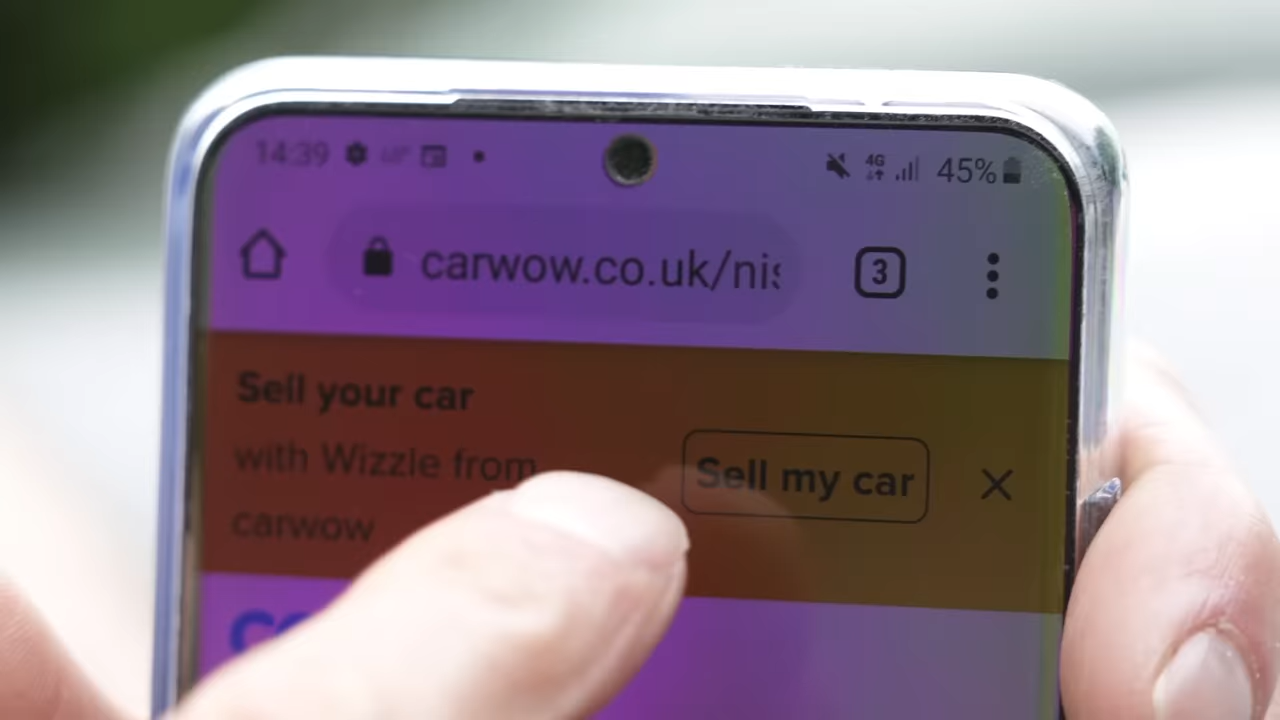 14:39
4G
45%
carwow.co.uk/nis
3
Sell your car
with Wizzle from
carwow
Sell my car